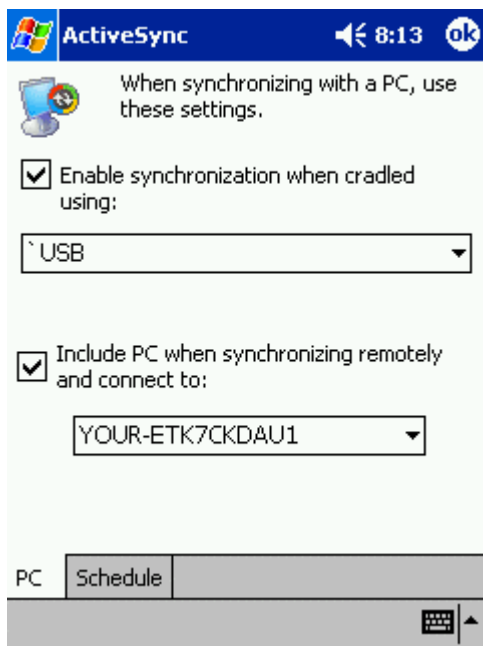 ActiveSync 8:13 ok
When synchronizing with a PC, use
these settings.
Enable synchronization when cradled
using:
`USB
Include PC when synchronizing remotely
and connect to:
YOUR-ETK7CKDAU1
PC Schedule